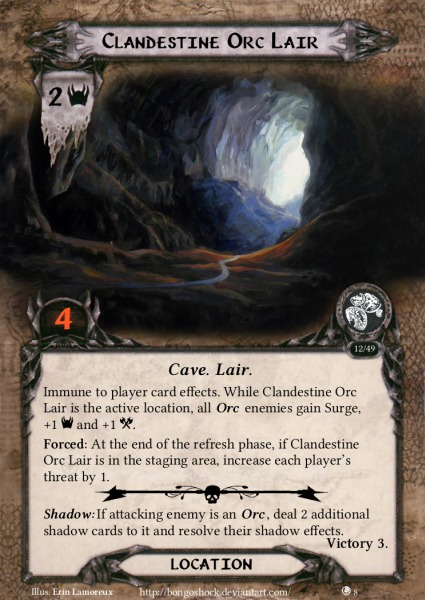 Clandestine Orc Lair
2
4
12/49
Cave. Lair.
Immune to player card effects. While Clandestine Orc
Lair is the active location, all Orc enemies gain Surge,
+1 and +1 .
Forced: At the end of the refresh phase, if Clandestine
Orc Lair is in the staging area, increase each player's
threat by 1.
Shadow: If attacking enemy is an Orc, deal 2 additional
shadow cards to it and resolve their shadow effects.
Victory 3.
LOCATION
Illus. Erin Lamoreux http://bongoshock.deviantart.com/ 8